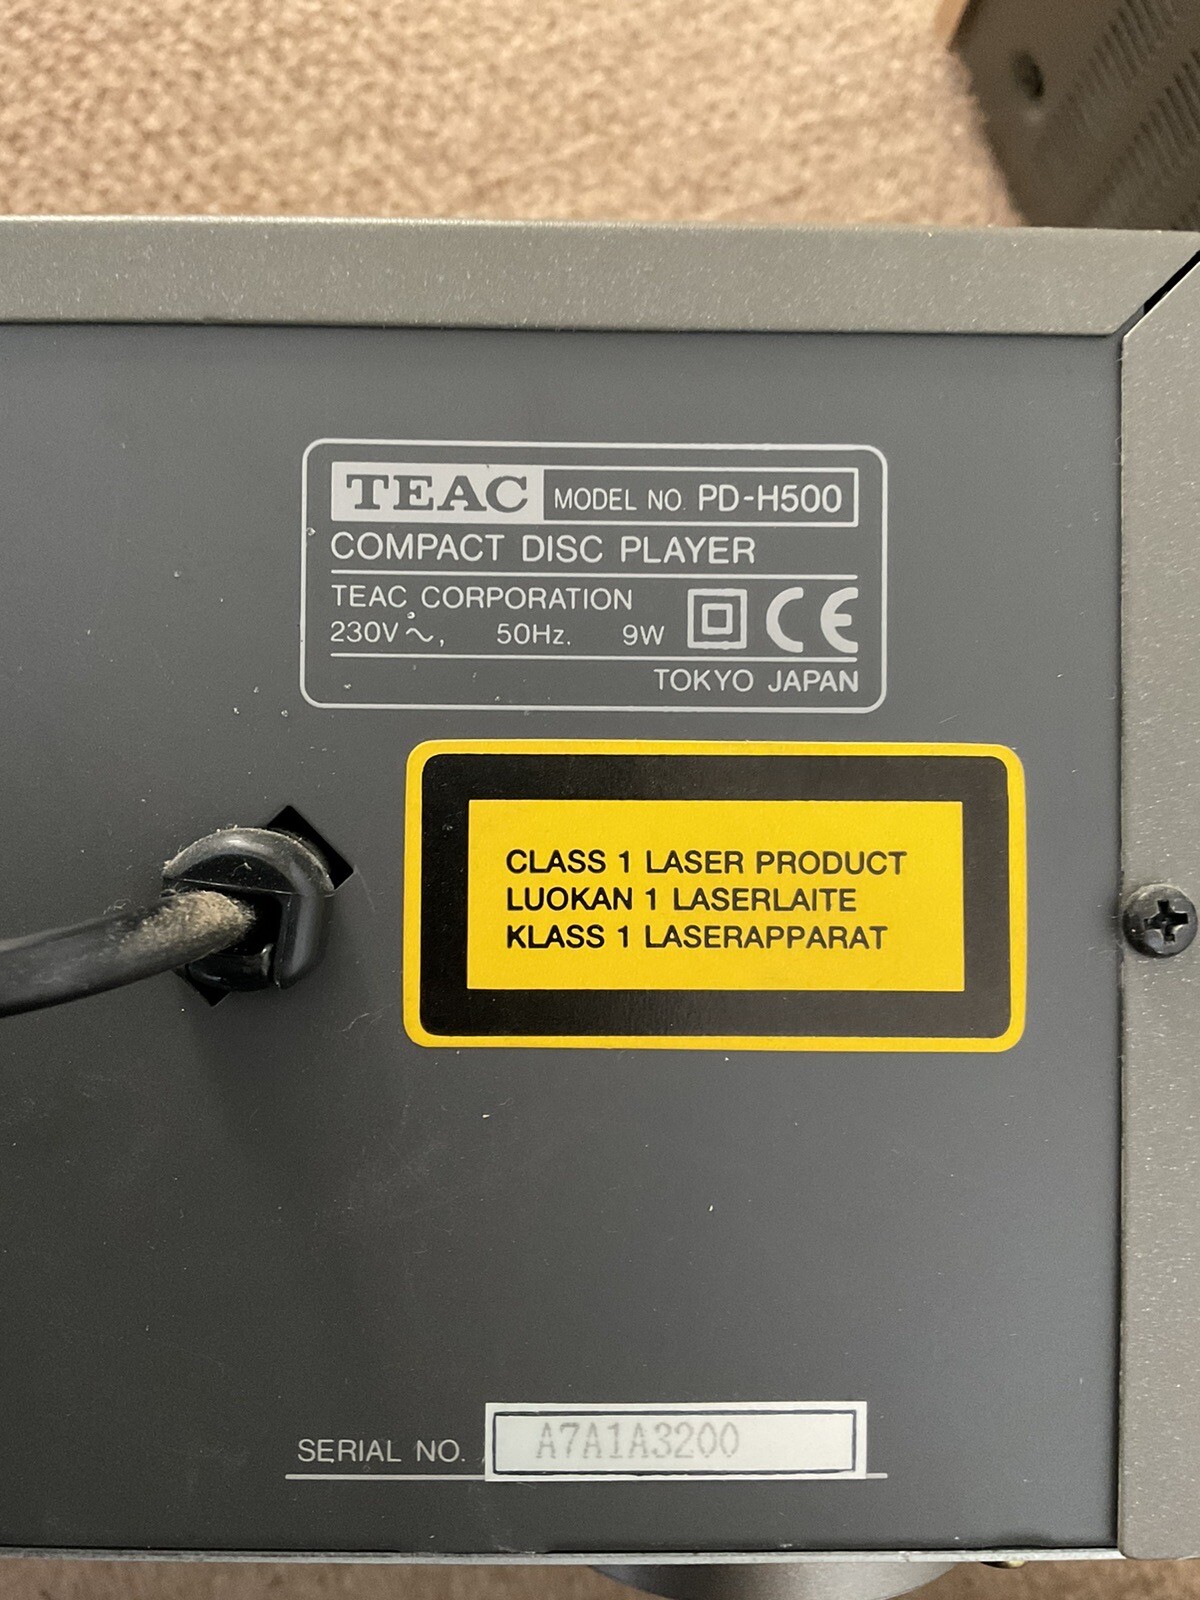 TEAC MODEL NO. PD-H500
COMPACT DISC PLAYER
TEAC CORPORATION
230V ~, 50Hz. 9W CE
TOKYO JAPAN
CLASS 1 LASER PRODUCT
LUOKAN 1 LASERLAITE
KLASS 1 LASERAPPARAT
SERIAL NO. A7A1A3200